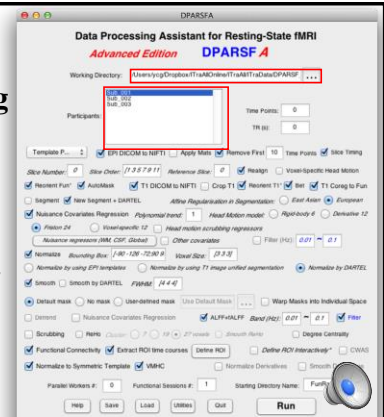 DPARSFA
Data Processing Assistant for Resting-State fMRI
Advanced Edition DPARSF A
g
Working Directory: /Users/ycg/Dropbox/ITraAllOnline/ITraAll/ITraData/DPARSF ...
Participants: Sub_001
Sub_002
Sub_003
Time Points: 0
TR (s): 0
Template P... EPI DICOM to NIFTI Apply Mats Remove First 10 Time Points Slice Timing
Slice Number: 0 Slice Order: [1 3 5 7 9 11 Reference Slice: 0 Realign Voxel-Specific Head Motion
Reorient Fun* AutoMask T1 DICOM to NIFTI Crop T1 Reorient T1* Bet T1 Coreg to Fun
Segment New Segment + DARTEL Affine Regularisation in Segmentation: East Asian European
Nuisance Covariates Regression Polynomial trend: 1 Head Motion model: Rigid-body 6 Derivative 12
Friston 24 Voxel-specific 12 Head motion scrubbing regressors
Nuisance regressors (WM, CSF, Global) Other covariates Filter (Hz): 0.01 ~ 0.1
Normalize Bounding Box: [-90 -126 -72;90 9 Voxel Size: [3 3 3]
Normalize by using EPI templates Normalize by using T1 image unified segmentation Normalize by DARTEL
Smooth Smooth by DARTEL FWHM: [4 4 4]
Default mask No mask User-defined mask Use Default Mask ... Warp Masks into Individual Space
Detrend Nuisance Covariates Regression ALFF+fALFF Band (Hz): 0.01 ~ 0.1 Filter
Scrubbing ReHo Cluster 7 19 27 voxels Smooth ReHo Degree Centrality
Functional Connectivity Extract ROI time courses Define ROI Define ROI Interactively* CWAS
Normalize to Symmetric Template VMHC Normalize Derivatives Smooth
Parallel Workers #: 0 Functional Sessions #: 1 Starting Directory Name: FunR
Help Save Load Utilities Quit Run